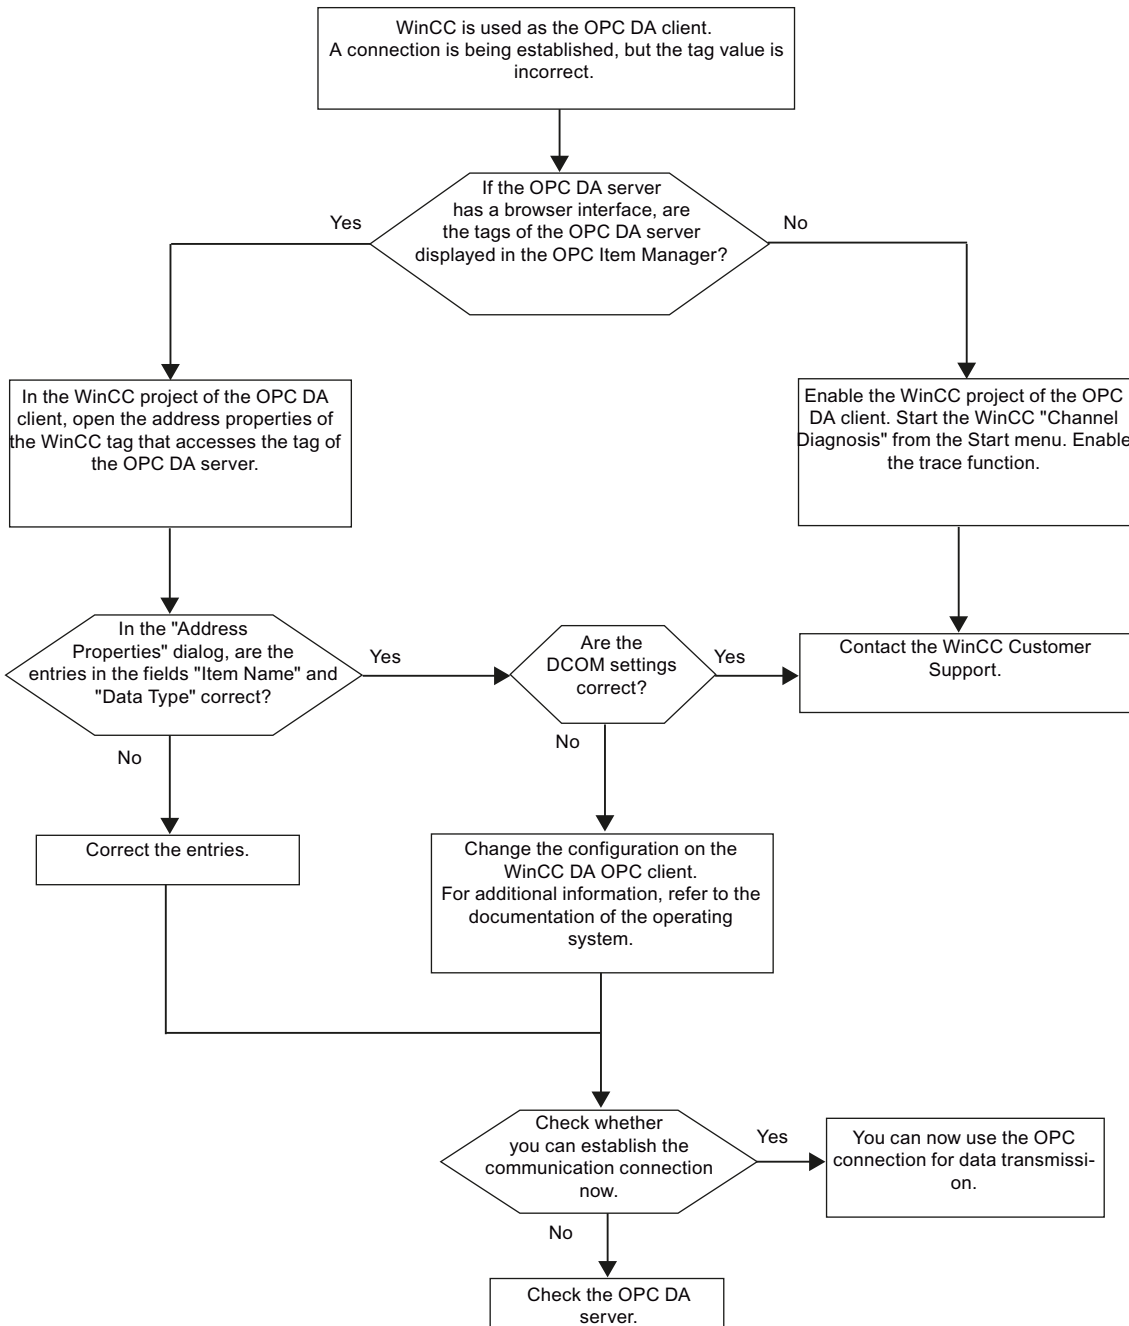 WinCC is used as the OPC DA client.
A connection is being established, but the tag value is
incorrect.
If the OPC DA server
has a browser interface, are
the tags of the OPC DA server
displayed in the OPC Item Manager?
Yes
No
In the WinCC project of the OPC DA
client, open the address properties of
the WinCC tag that accesses the tag of
the OPC DA server.
Enable the WinCC project of the OPC
DA client. Start the WinCC "Channel
Diagnosis" from the Start menu. Enable
the trace function.
In the "Address
Properties" dialog, are the
entries in the fields "Item Name" and
"Data Type" correct?
Yes
Are the
DCOM settings
correct?
Yes
Contact the WinCC Customer
Support.
No
No
Correct the entries.
Change the configuration on the
WinCC DA OPC client.
For additional information, refer to the
documentation of the operating
system.
Check whether
you can establish the
communication connection
now.
Yes
You can now use the OPC
connection for data transmissi-
on.
No
Check the OPC DA
server.